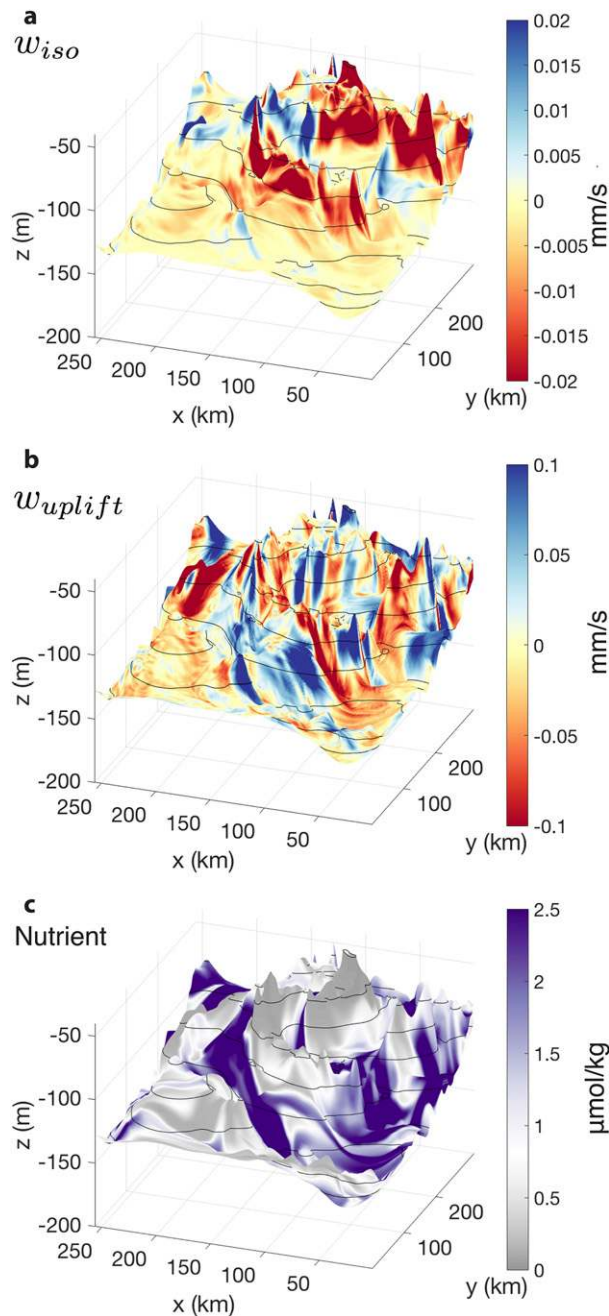 a
w_iso
0.02
0.015
0.010
0.005
0
-0.005
-0.01
-0.015
-0.02
mm/s
-50
-100
-150
-200
z (m)
250
200
150
100
50
x (km)
100
200
y (km)
b
w_uplift
0.1
0.05
0
-0.05
-0.1
mm/s
-50
-100
-150
-200
z (m)
250
200
150
100
50
x (km)
100
200
y (km)
c
Nutrient
2.5
2
1.5
1
0.5
0
µmol/kg
-50
-100
-150
-200
z (m)
250
200
150
100
50
x (km)
100
200
y (km)